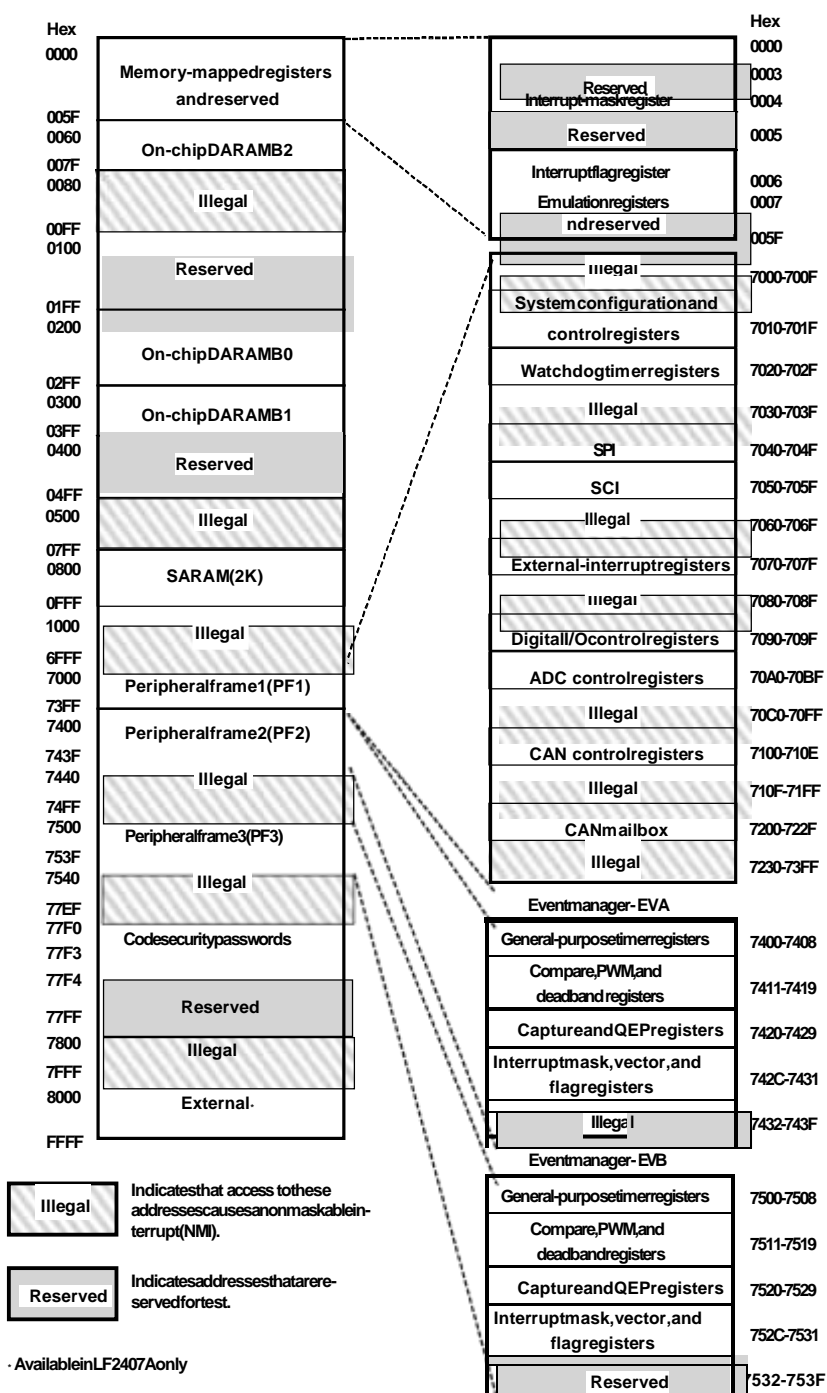 Hex
0000
Memory-mappedregisters
andreserved
005F
0060
On-chipDARAMB2
007F
0080
Illegal
00FF
0100
Reserved
01FF
0200
On-chipDARAMB0
02FF
0300
On-chipDARAMB1
03FF
0400
Reserved
04FF
0500
Illegal
07FF
0800
SARAM(2K)
0FFF
1000
Illegal
6FFF
7000
Peripheralframe1(PF1)
73FF
7400
Peripheralframe2(PF2)
743F
7440
Illegal
74FF
7500
Peripheralframe3(PF3)
753F
7540
Illegal
77EF
77F0
Codesecuritypasswords
77F3
77F4
Reserved
77FF
7800
Illegal
7FFF
8000
External·
FFFF
Illegal
Indicatesthat access tothese
addressescausesanonmaskablein-
terrupt(NMI).
Reserved
Indicatesaddressesthatarere-
servedfortest.
· AvailableinLF2407Aonly
Hex
0000
0003
Reserved
Interrupt-maskregister
0004
Reserved
0005
Interruptflagregister
0006
Emulationregisters
0007
ndreserved
005F
Illegal
7000-700F
Systemconfigurationand
controlregisters
7010-701F
Watchdogtimerregisters
7020-702F
Illegal
7030-703F
SPI
7040-704F
SCI
7050-705F
Illegal
7060-706F
External-interruptregisters
7070-707F
Illegal
7080-708F
DigitalI/Ocontrolregisters
7090-709F
ADC controlregisters
70A0-70BF
Illegal
70C0-70FF
CAN controlregisters
7100-710E
Illegal
710F-71FF
CANmailbox
7200-722F
Illegal
7230-73FF
Eventmanager-EVA
General-purposetimerregisters
7400-7408
Compare,PWM,and
deadband registers
7411-7419
CaptureandQEPregisters
7420-7429
Interruptmask,vector,and
flagregisters
742C-7431
Illegal
7432-743F
Eventmanager-EVB
General-purposetimerregisters
7500-7508
Compare,PWM,and
deadbandregisters
7511-7519
CaptureandQEPregisters
7520-7529
Interruptmask,vector,and
flagregisters
752C-7531
Reserved
7532-753F